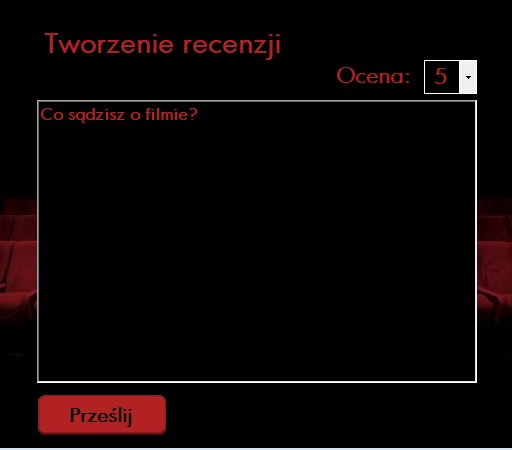 Tworzenie recenzji
Ocena: 5
Co sądzisz o filmie?
Prześlij